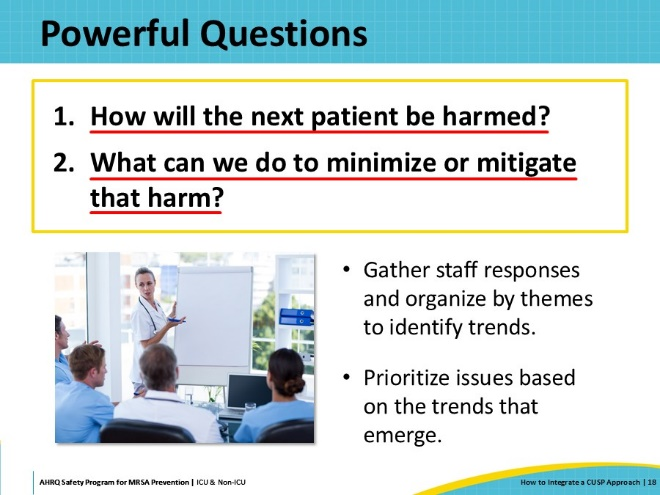 Powerful Questions
1. How will the next patient be harmed?
2. What can we do to minimize or mitigate
that harm?
• Gather staff responses
and organize by themes
to identify trends.
• Prioritize issues based
on the trends that
emerge.
AHRQ Safety Program for MRSA Prevention | ICU & Non-ICU
How to Integrate a CUSP Approach | 18